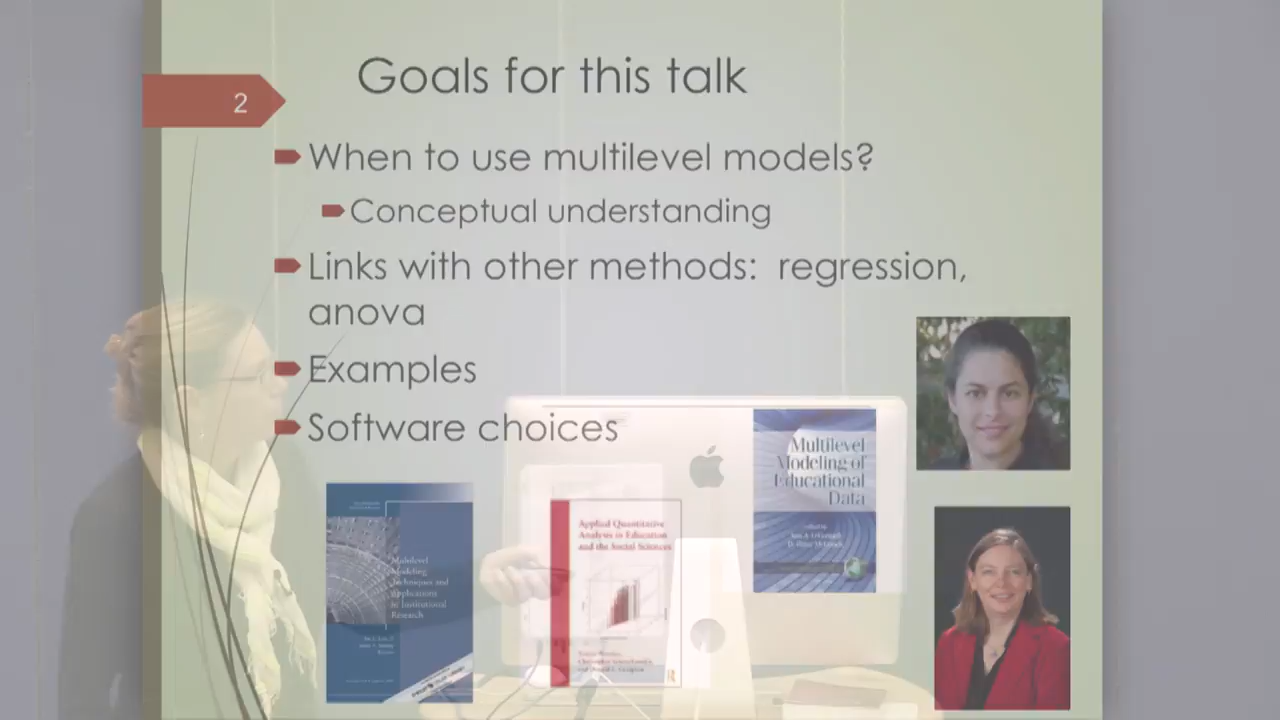 2
Goals for this talk
When to use multilevel models?
Conceptual understanding
Links with other methods:  regression,
anova
Examples
Software choices
Multilevel
Modeling of
Educational
Data
Multilevel
Modeling
Techniques and
Applications
in Institutional
Research
Applied Quantitative
Analysis in Education
and the Social Sciences